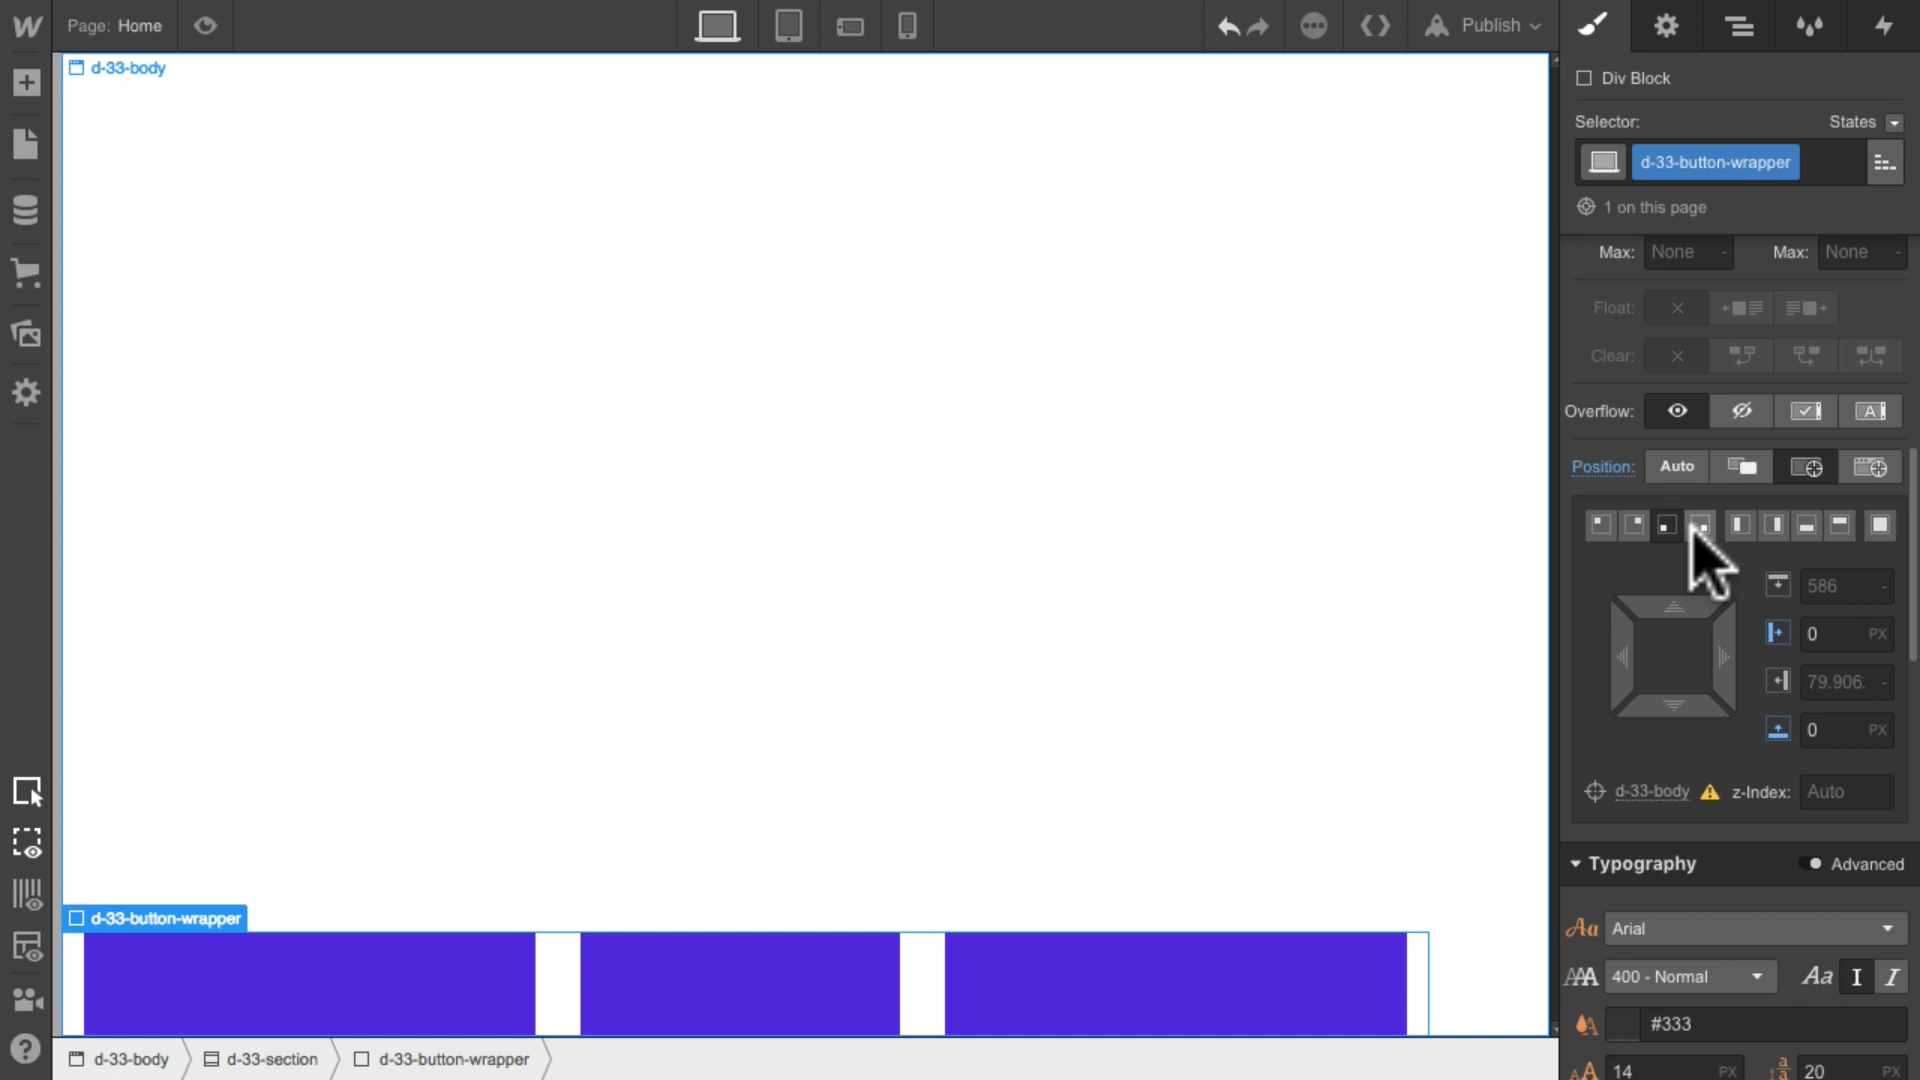 Page: Home
Publish
d-33-body
Div Block
Selector:
States
d-33-button-wrapper
1 on this page
Max: None -
Max: None -
Float:
Clear:
Overflow:
Position: Auto
586 -
0 PX
79.906: -
0 PX
d-33-body
z-Index: Auto
Typography
Advanced
Arial
400 - Normal
#333
14 PX
20 PX
d-33-button-wrapper
d-33-body
d-33-section
d-33-button-wrapper